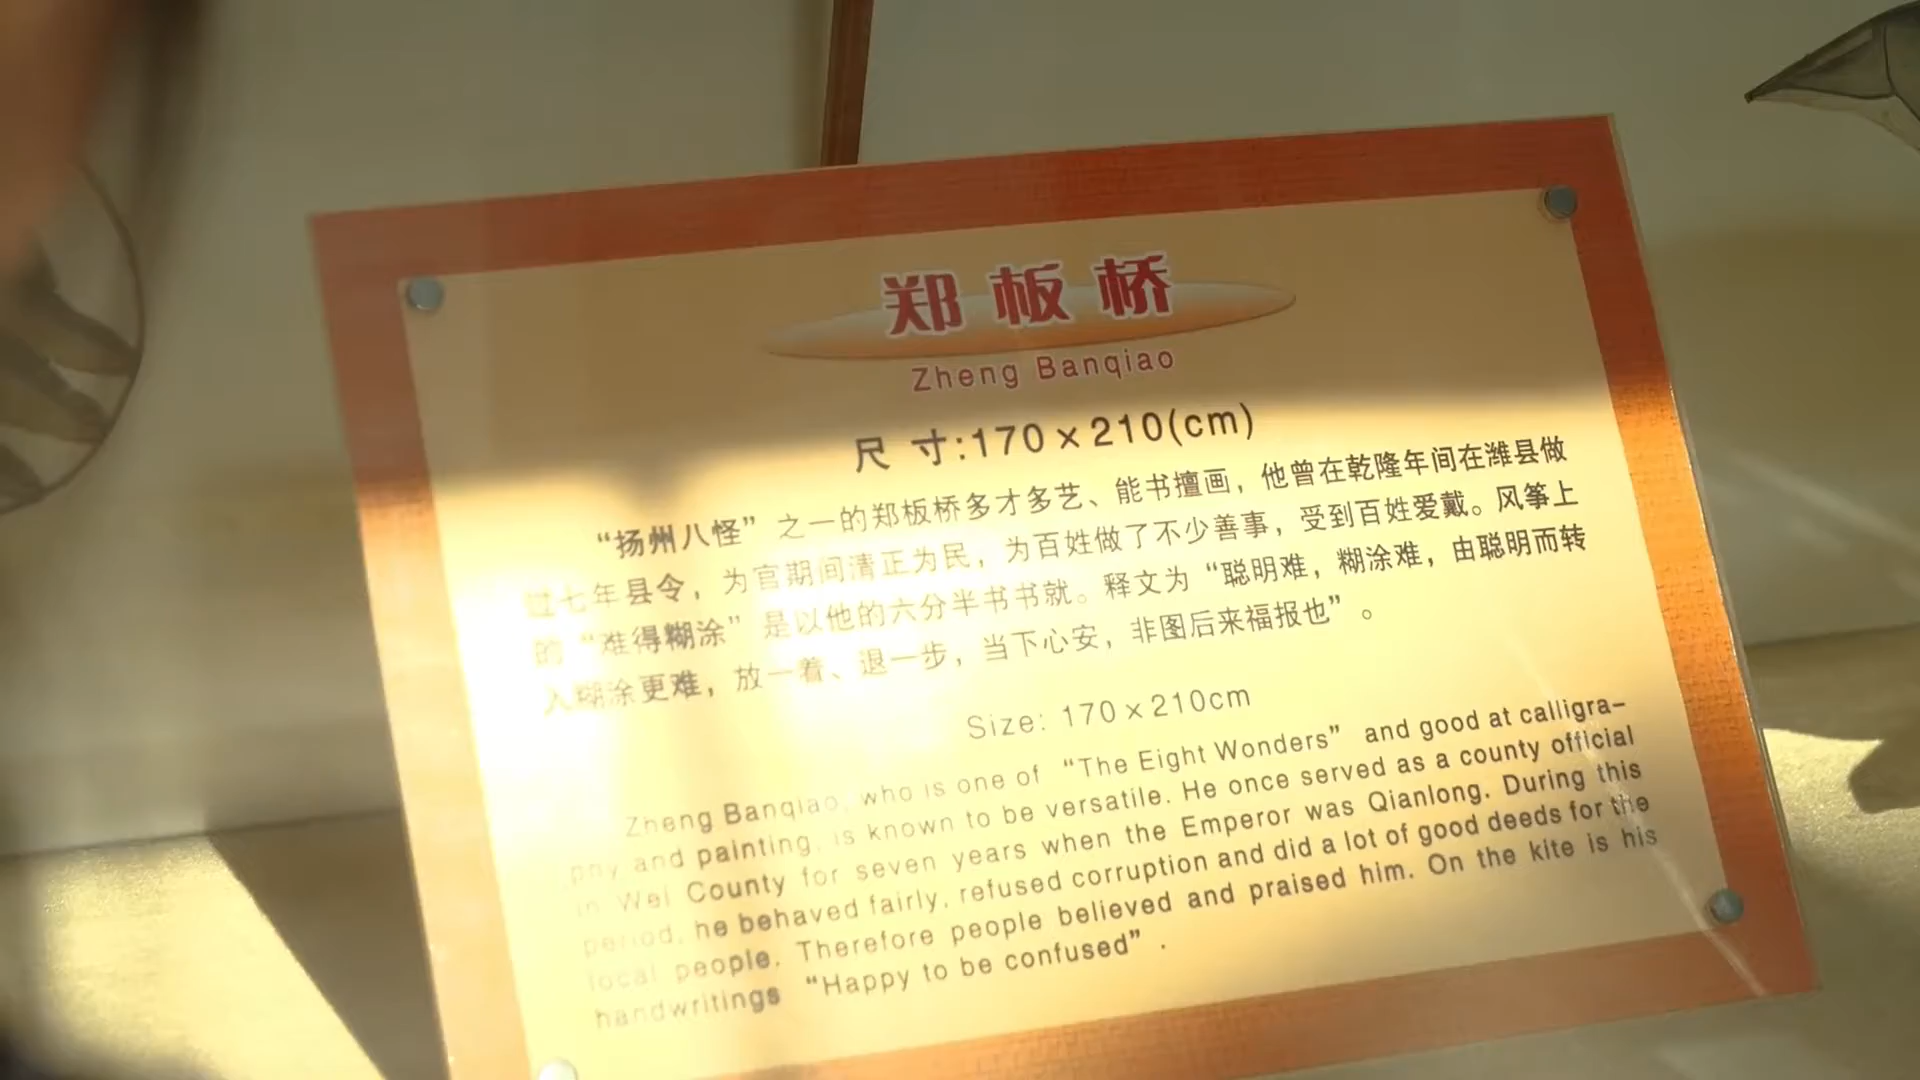 郑板桥
Zheng Banqiao
尺 寸:170×210(cm)
“扬州八怪”之一的郑板桥多才多艺、能书擅画，他曾在乾隆年间在潍县做
过七年县令，为官期间清正为民，为百姓做了不少善事，受到百姓爱戴。风筝上
的“难得糊涂”是以他的六分半书书就。释文为“聪明难，糊涂难，由聪明而转
入糊涂更难，放一着、退一步，当下心安，非图后来福报也”。
Size: 170×210cm
Zheng Banqiao, who is one of “The Eight Wonders” and good at calligra-
phy and painting, is known to be versatile. He once served as a county official
in Wei County for seven years when the Emperor was Qianlong. During this
period, he behaved fairly, refused corruption and did a lot of good deeds for the
local people. Therefore people believed and praised him. On the kite is his
handwritings “Happy to be confused”.